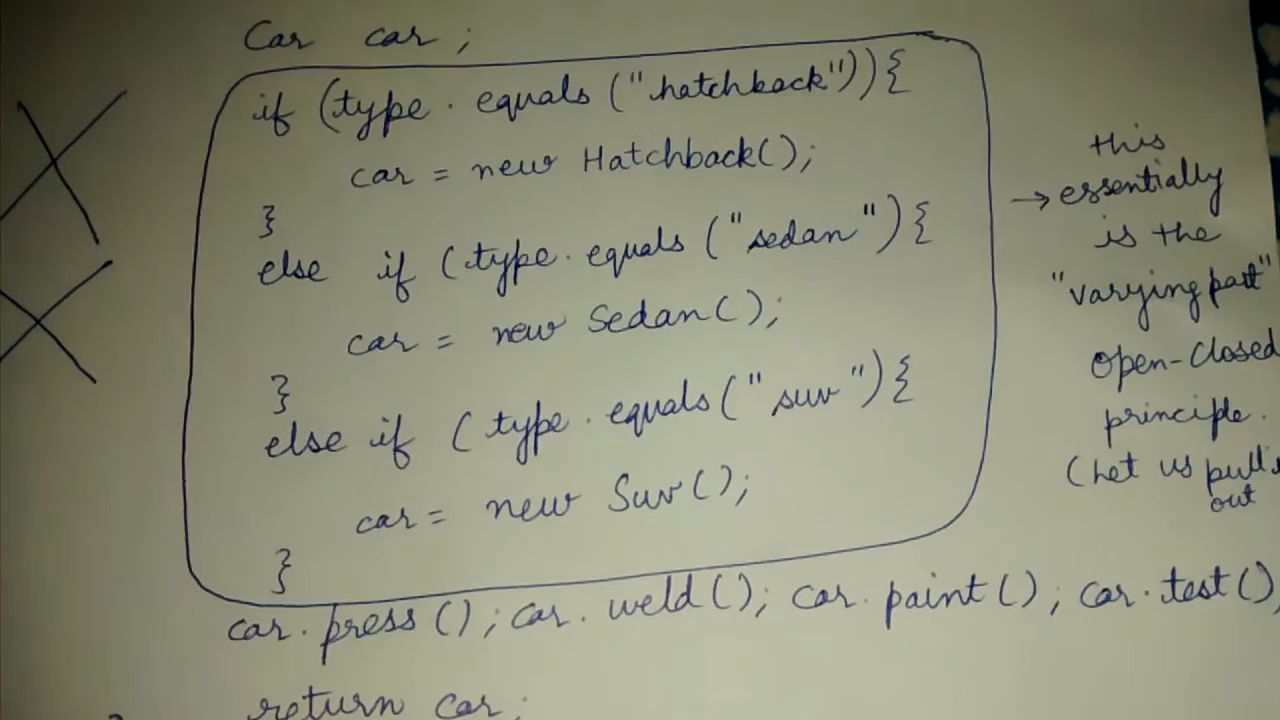 Car car ;
if (type. equals ("hatchback")){
car = new Hatchback();
}
else if (type. equals ("sedan"){
car = new Sedan();
}
else if (type. equals ("suv"){
car = new Suv();
}
car. press (); car. weld (); car. paint (); car. test ()
return car;
this
→ essentially
is the
"varying part"
Open-Closed
principle.
(Let us pull
out